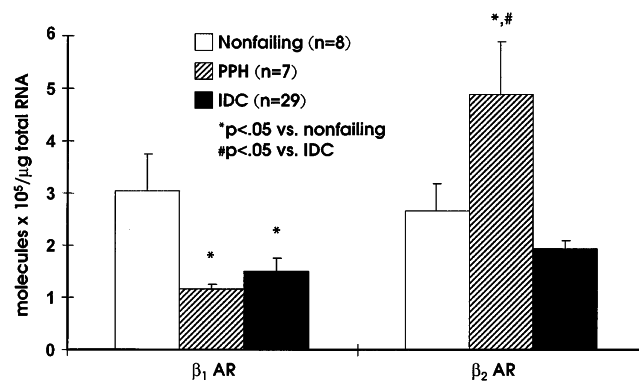 *,#
6
5
4
3
2
1
0
molecules x 10⁵/µg total RNA
Nonfailing (n=8)
PPH (n=7)
IDC (n=29)
*p<.05 vs. nonfailing
#p<.05 vs. IDC
*
*
β₁ AR
β₂ AR